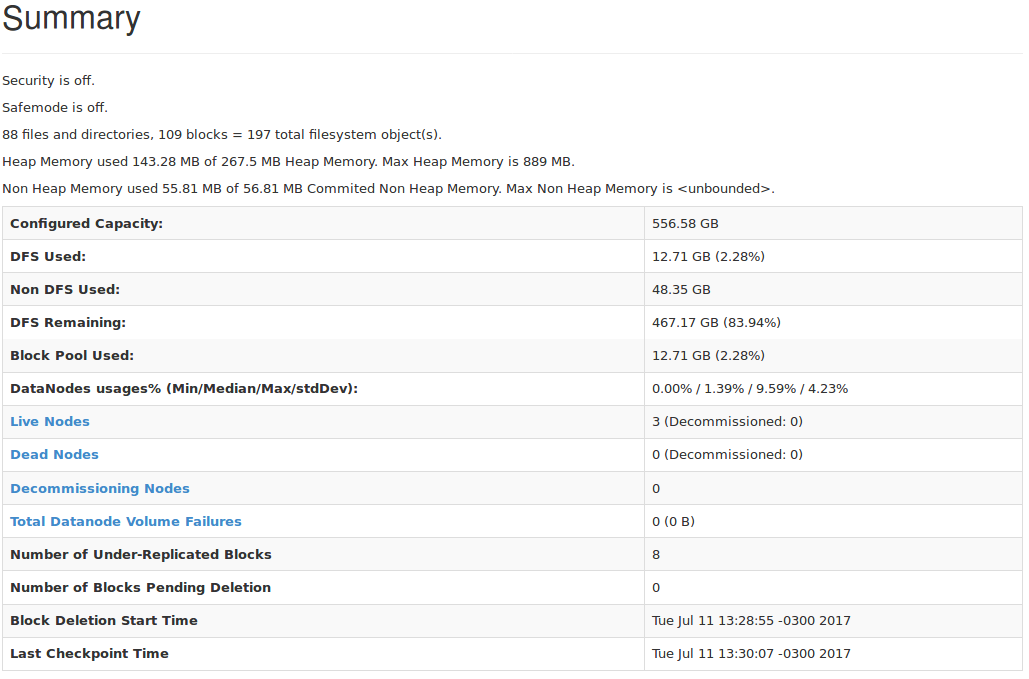 Summary
Security is off.
Safemode is off.
88 files and directories, 109 blocks = 197 total filesystem object(s).
Heap Memory used 143.28 MB of 267.5 MB Heap Memory. Max Heap Memory is 889 MB.
Non Heap Memory used 55.81 MB of 56.81 MB Commited Non Heap Memory. Max Non Heap Memory is <unbounded>.
Configured Capacity: 556.58 GB
DFS Used: 12.71 GB (2.28%)
Non DFS Used: 48.35 GB
DFS Remaining: 467.17 GB (83.94%)
Block Pool Used: 12.71 GB (2.28%)
DataNodes usages% (Min/Median/Max/stdDev): 0.00% / 1.39% / 9.59% / 4.23%
Live Nodes 3 (Decommissioned: 0)
Dead Nodes 0 (Decommissioned: 0)
Decommissioning Nodes 0
Total Datanode Volume Failures 0 (0 B)
Number of Under-Replicated Blocks 8
Number of Blocks Pending Deletion 0
Block Deletion Start Time Tue Jul 11 13:28:55 -0300 2017
Last Checkpoint Time Tue Jul 11 13:30:07 -0300 2017